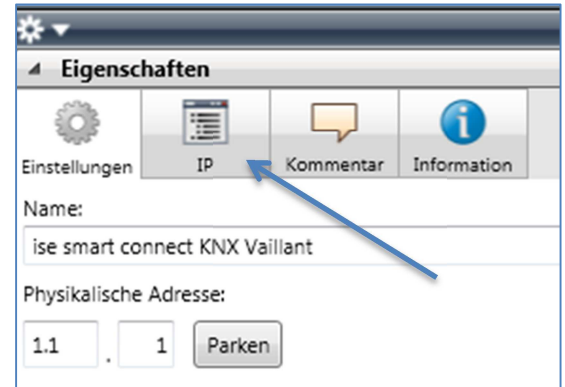 Eigenschaften
Einstellungen IP Kommentar Information
Name:
ise smart connect KNX Vaillant
Physikalische Adresse:
1.1 . 1 Parken